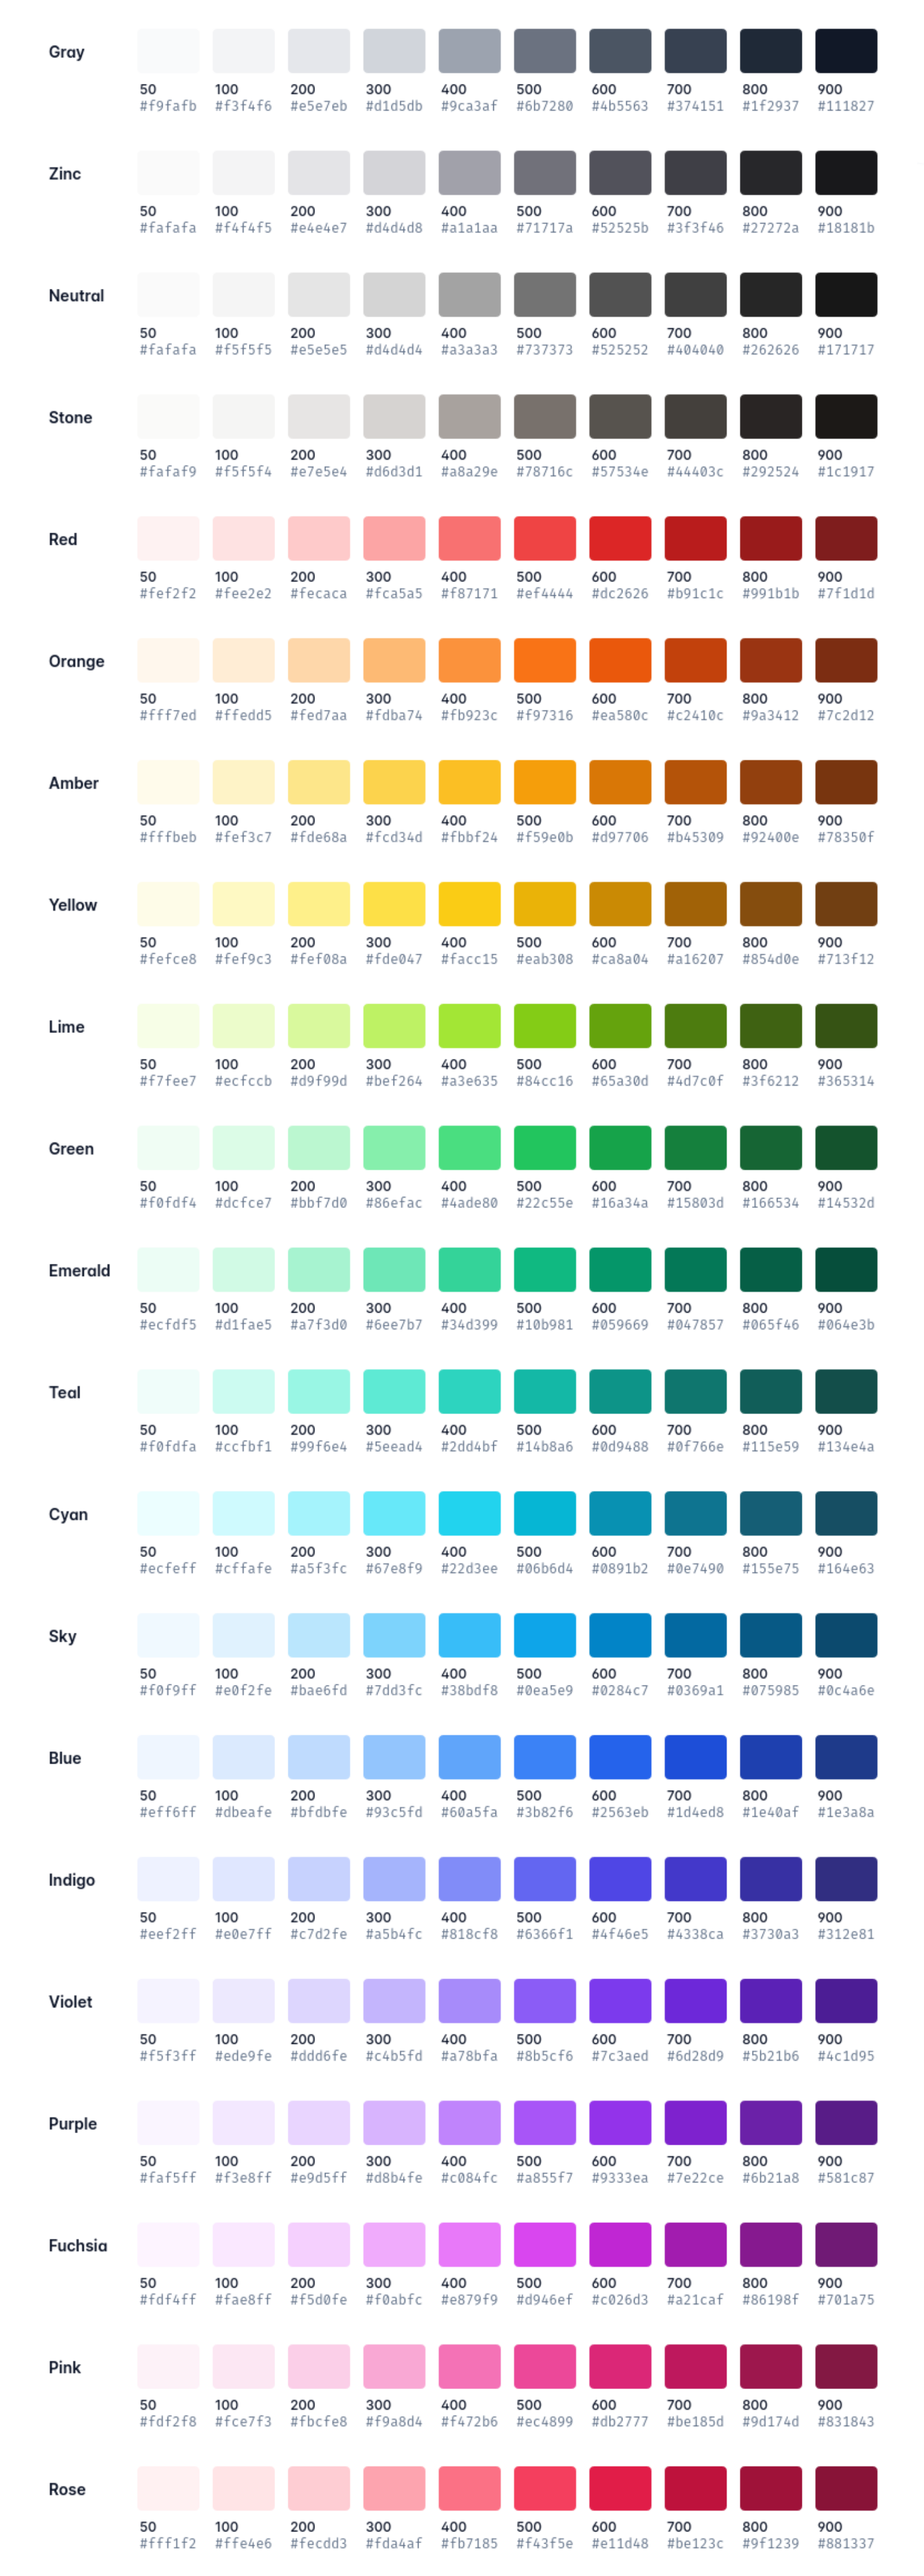 Gray
50 100 200 300 400 500 600 700 800 900
#f9fafb #f3f4f6 #e5e7eb #d1d5db #9ca3af #6b7280 #4b5563 #374151 #1f2937 #111827
Zinc
50 100 200 300 400 500 600 700 800 900
#fafafa #f4f4f5 #e4e4e7 #d4d4d8 #a1a1aa #71717a #52525b #3f3f46 #27272a #18181b
Neutral
50 100 200 300 400 500 600 700 800 900
#fafafa #f5f5f5 #e5e5e5 #d4d4d4 #a3a3a3 #737373 #525252 #404040 #262626 #171717
Stone
50 100 200 300 400 500 600 700 800 900
#fafaf9 #f5f5f4 #e7e5e4 #d6d3d1 #a8a29e #78716c #57534e #44403c #292524 #1c1917
Red
50 100 200 300 400 500 600 700 800 900
#fef2f2 #fee2e2 #fecaca #fca5a5 #f87171 #ef4444 #dc2626 #b91c1c #991b1b #7f1d1d
Orange
50 100 200 300 400 500 600 700 800 900
#fff7ed #ffedd5 #fed7aa #fdba74 #fb923c #f97316 #ea580c #c2410c #9a3412 #7c2d12
Amber
50 100 200 300 400 500 600 700 800 900
#fffbeb #fef3c7 #fde68a #fcd34d #fbbf24 #f59e0b #d97706 #b45309 #92400e #78350f
Yellow
50 100 200 300 400 500 600 700 800 900
#fefce8 #fef9c3 #fef08a #fde047 #facc15 #eab308 #ca8a04 #a16207 #854d0e #713f12
Lime
50 100 200 300 400 500 600 700 800 900
#f7fee7 #ecfccb #d9f99d #bef264 #a3e635 #84cc16 #65a30d #4d7c0f #3f6212 #365314
Green
50 100 200 300 400 500 600 700 800 900
#f0fdf4 #dcfce7 #bbf7d0 #86efac #4ade80 #22c55e #16a34a #15803d #166534 #14532d
Emerald
50 100 200 300 400 500 600 700 800 900
#ecfdf5 #d1fae5 #a7f3d0 #6ee7b7 #34d399 #10b981 #059669 #047857 #065f46 #064e3b
Teal
50 100 200 300 400 500 600 700 800 900
#f0fdfa #ccfbf1 #99f6e4 #5eead4 #2dd4bf #14b8a6 #0d9488 #0f766e #115e59 #134e4a
Cyan
50 100 200 300 400 500 600 700 800 900
#ecfeff #cffafe #a5f3fc #67e8f9 #22d3ee #06b6d4 #0891b2 #0e7490 #155e75 #164e63
Sky
50 100 200 300 400 500 600 700 800 900
#f0f9ff #e0f2fe #bae6fd #7dd3fc #38bdf8 #0ea5e9 #0284c7 #0369a1 #075985 #0c4a6e
Blue
50 100 200 300 400 500 600 700 800 900
#eff6ff #dbeafe #bfdbfe #93c5fd #60a5fa #3b82f6 #2563eb #1d4ed8 #1e40af #1e3a8a
Indigo
50 100 200 300 400 500 600 700 800 900
#eef2ff #e0e7ff #c7d2fe #a5b4fc #818cf8 #6366f1 #4f46e5 #4338ca #3730a3 #312e81
Violet
50 100 200 300 400 500 600 700 800 900
#f5f3ff #ede9fe #ddd6fe #c4b5fd #a78bfa #8b5cf6 #7c3aed #6d28d9 #5b21b6 #4c1d95
Purple
50 100 200 300 400 500 600 700 800 900
#faf5ff #f3e8ff #e9d5ff #d8b4fe #c084fc #a855f7 #9333ea #7e22ce #6b21a8 #581c87
Fuchsia
50 100 200 300 400 500 600 700 800 900
#fdf4ff #fae8ff #f5d0fe #f0abfc #e879f9 #d946ef #c026d3 #a21caf #86198f #701a75
Pink
50 100 200 300 400 500 600 700 800 900
#fdf2f8 #fce7f3 #fbcfe8 #f9a8d4 #f472b6 #ec4899 #db2777 #be185d #9d174d #831843
Rose
50 100 200 300 400 500 600 700 800 900
#fff1f2 #ffe4e6 #fecdd3 #fda4af #fb7185 #f43f5e #e11d48 #be123c #9f1239 #881337